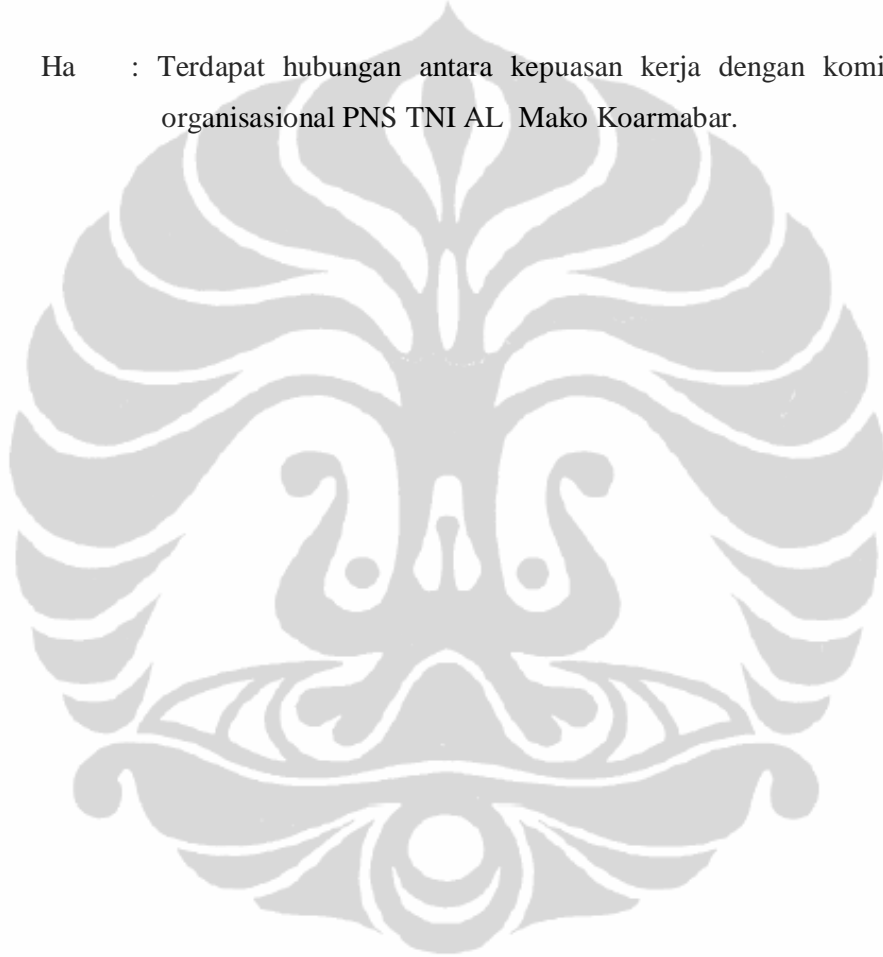 Ha : Terdapat hubungan antara kepuasan kerja dengan komi
organisasional PNS TNI AL Mako Koarmabar.